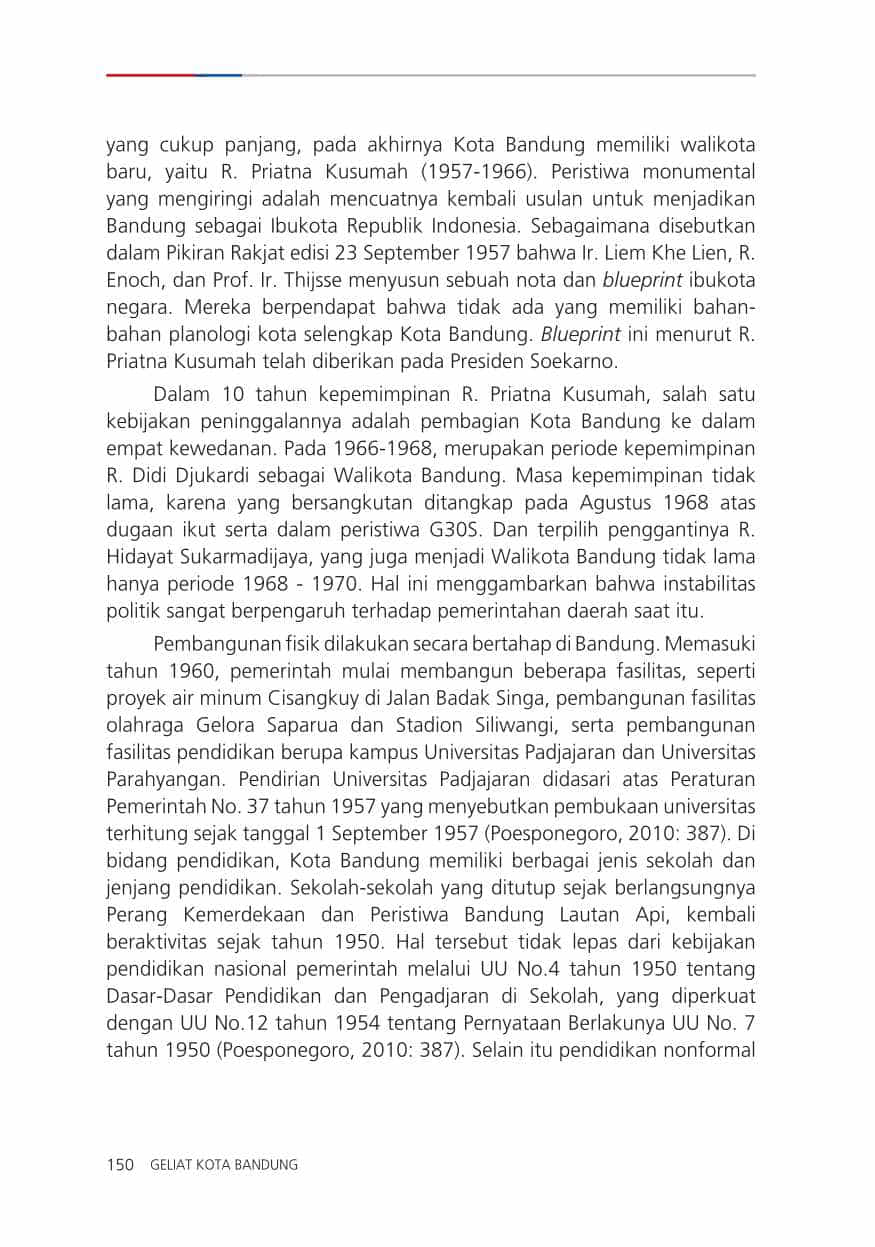 yang cukup panjang, pada akhirnya Kota Bandung memiliki walikota
baru, yaitu R. Priatna Kusumah (1957-1966). Peristiwa monumental
yang mengiringi adalah mencuatnya kembali usulan untuk menjadikan
Bandung sebagai Ibukota Republik Indonesia. Sebagaimana disebutkan
dalam Pikiran Rakjat edisi 23 September 1957 bahwa Ir. Liem Khe Lien, R.
Enoch, dan Prof. Ir. Thijsse menyusun sebuah nota dan blueprint ibukota
negara. Mereka berpendapat bahwa tidak ada yang memiliki bahan-
bahan planologi kota selengkap Kota Bandung. Blueprint ini menurut R.
Priatna Kusumah telah diberikan pada Presiden Soekarno.
Dalam 10 tahun kepemimpinan R. Priatna Kusumah, salah satu
kebijakan peninggalannya adalah pembagian Kota Bandung ke dalam
empat kewedanan. Pada 1966-1968, merupakan periode kepemimpinan
R. Didi Djukardi sebagai Walikota Bandung. Masa kepemimpinan tidak
lama, karena yang bersangkutan ditangkap pada Agustus 1968 atas
dugaan ikut serta dalam peristiwa G30S. Dan terpilih penggantinya R.
Hidayat Sukarmadijaya, yang juga menjadi Walikota Bandung tidak lama
hanya periode 1968 - 1970. Hal ini menggambarkan bahwa instabilitas
politik sangat berpengaruh terhadap pemerintahan daerah saat itu.
Pembangunan fisik dilakukan secara bertahap di Bandung. Memasuki
tahun 1960, pemerintah mulai membangun beberapa fasilitas, seperti
proyek air minum Cisangkuy di Jalan Badak Singa, pembangunan fasilitas
olahraga Gelora Saparua dan Stadion Siliwangi, serta pembangunan
fasilitas pendidikan berupa kampus Universitas Padjajaran dan Universitas
Parahyangan. Pendirian Universitas Padjajaran didasari atas Peraturan
Pemerintah No. 37 tahun 1957 yang menyebutkan pembukaan universitas
terhitung sejak tanggal 1 September 1957 (Poesponegoro, 2010: 387). Di
bidang pendidikan, Kota Bandung memiliki berbagai jenis sekolah dan
jenjang pendidikan. Sekolah-sekolah yang ditutup sejak berlangsungnya
Perang Kemerdekaan dan Peristiwa Bandung Lautan Api, kembali
beraktivitas sejak tahun 1950. Hal tersebut tidak lepas dari kebijakan
pendidikan nasional pemerintah melalui UU No.4 tahun 1950 tentang
Dasar-Dasar Pendidikan dan Pengadjaran di Sekolah, yang diperkuat
dengan UU No.12 tahun 1954 tentang Pernyataan Berlakunya UU No. 7
tahun 1950 (Poesponegoro, 2010: 387). Selain itu pendidikan nonformal
150 GELIAT KOTA BANDUNG